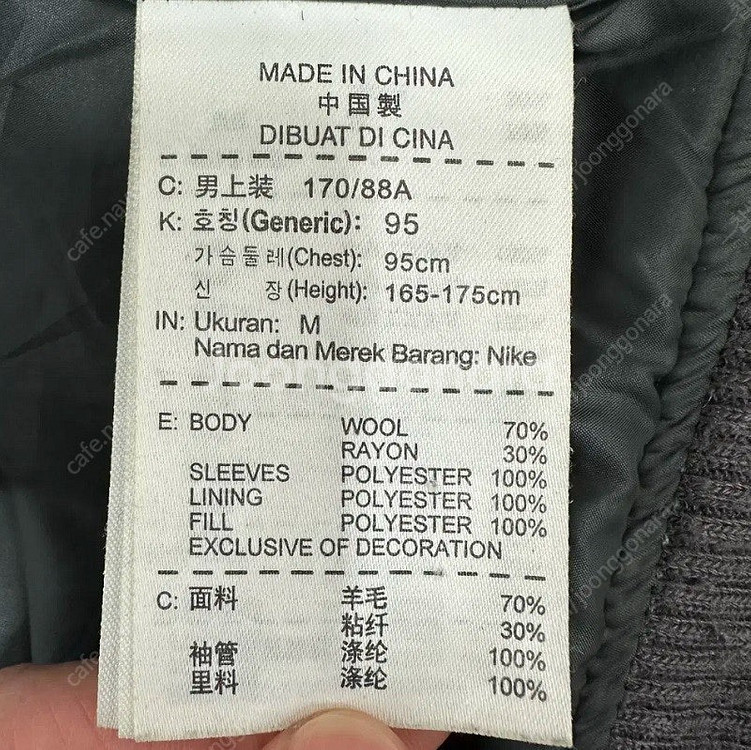 MADE IN CHINA
中国製
DIBUAT DI CINA
C: 男上装 170/88A
K: 호칭(Generic): 95
가슴둘레(Chest): 95cm
신 장(Height): 165-175cm
IN: Ukuran: M
Nama dan Merek Barang: Nike
E: BODY WOOL 70%
RAYON 30%
SLEEVES POLYESTER 100%
LINING POLYESTER 100%
FILL POLYESTER 100%
EXCLUSIVE OF DECORATION
C: 面料 羊毛 70%
粘纤 30%
袖管 涤纶 100%
里料 涤纶 100%